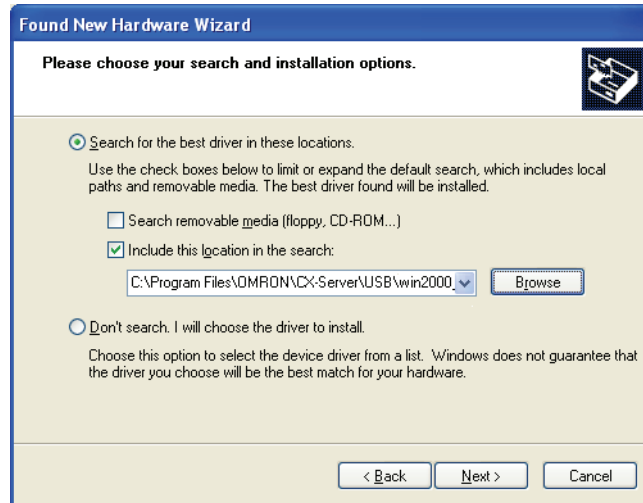 Found New Hardware Wizard
Please choose your search and installation options.
Search for the best driver in these locations.
Use the check boxes below to limit or expand the default search, which includes local
paths and removable media. The best driver found will be installed.
Search removable media (floppy, CD-ROM...)
Include this location in the search:
C:\Program Files\OMRON\CX-Server\USB\win2000_ Browse
Don't search. I will choose the driver to install.
Choose this option to select the device driver from a list. Windows does not guarantee that
the driver you choose will be the best match for your hardware.
< Back Next > Cancel